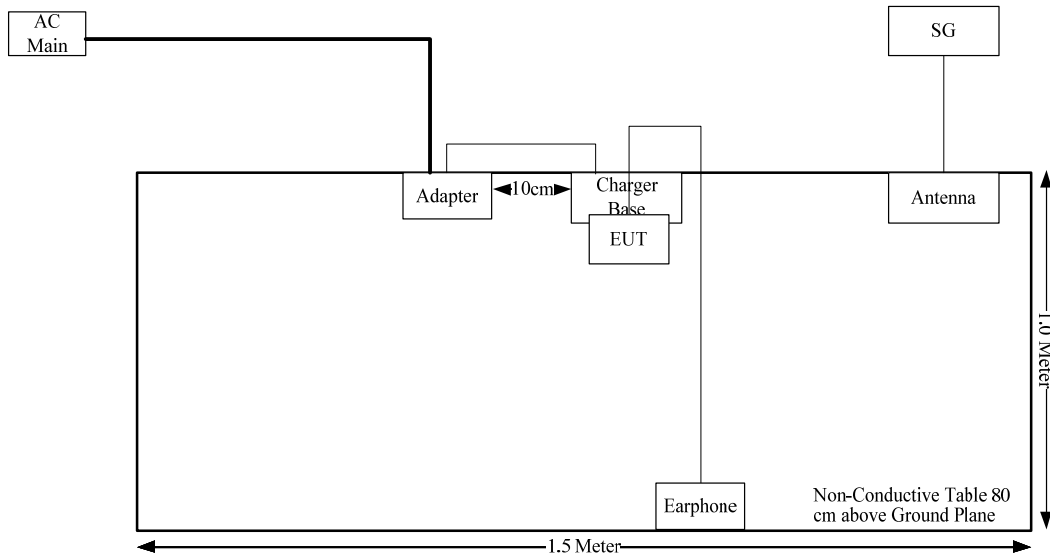 AC
Main
SG
Adapter
10cm
Charger
Base
EUT
Antenna
1.0 Meter
Earphone
Non-Conductive Table 80
cm above Ground Plane
1.5 Meter